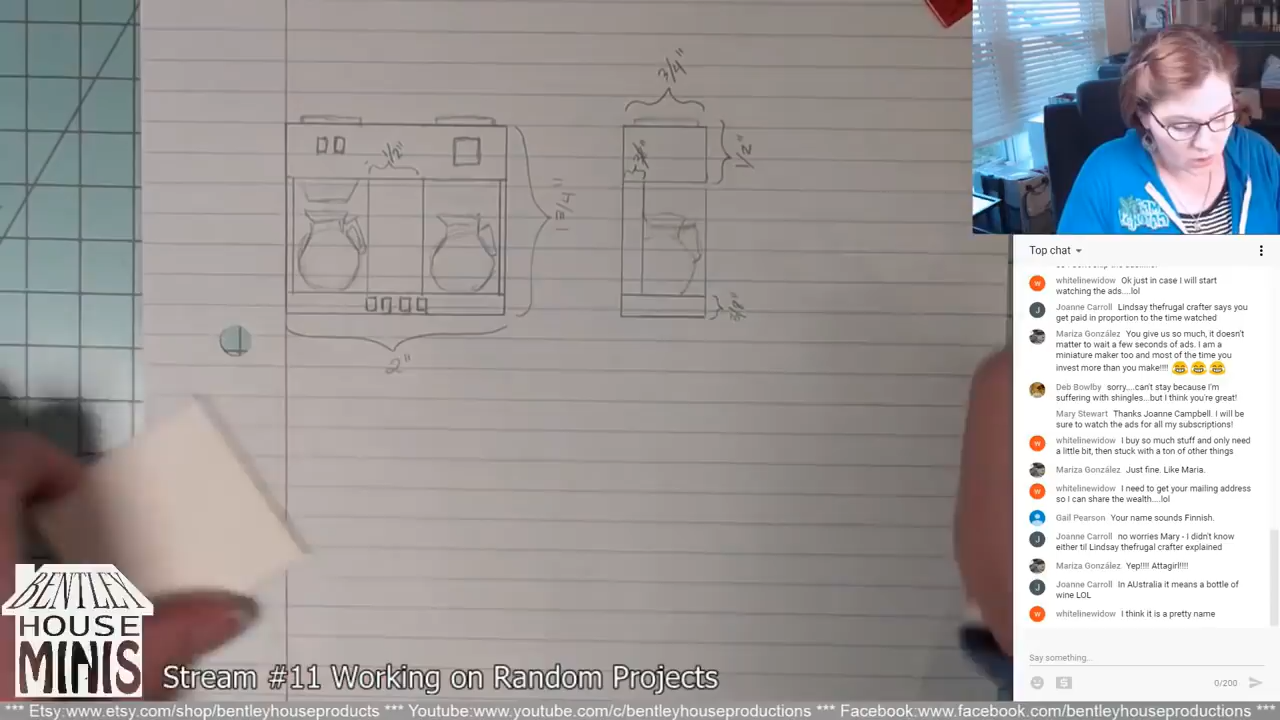 3/4"
1/2"
1/2"
1 3/4"
2"
BENTLEY
HOUSE
MINIS
Stream #11 Working on Random Projects
*** Etsy:www.etsy.com/shop/bentleyhouseproducts *** Youtube:www.youtube.com/c/bentleyhouseproductions *** Facebook:www.facebook.com/bentleyhouseproductions ***
Top chat
whitelinewidow Ok just in case I will start
watching the ads....lol
Joanne Carroll Lindsay thefrugal crafter says you
get paid in proportion to the time watched
Mariza González You give us so much, it doesn't
matter to wait a few seconds of ads. I am a
miniature maker too and most of the time you
invest more than you make!!!! 😂 😂 😂
Deb Bowlby sorry....can't stay because I'm
suffering with shingles...but I think you're great!
Mary Stewart Thanks Joanne Campbell. I will be
sure to watch the ads for all my subscriptions!
whitelinewidow I buy so much stuff and only need
a little bit, then stuck with a ton of other things
Mariza González Just fine. Like Maria.
whitelinewidow I need to get your mailing address
so I can share the wealth....lol
Gail Pearson Your name sounds Finnish.
Joanne Carroll no worries Mary - I didn't know
either til Lindsay thefrugal crafter explained
Mariza González Yep!!!! Attagirl!!!!
Joanne Carroll In AUstralia it means a bottle of
wine LOL
whitelinewidow I think it is a pretty name
Say something...
0/200